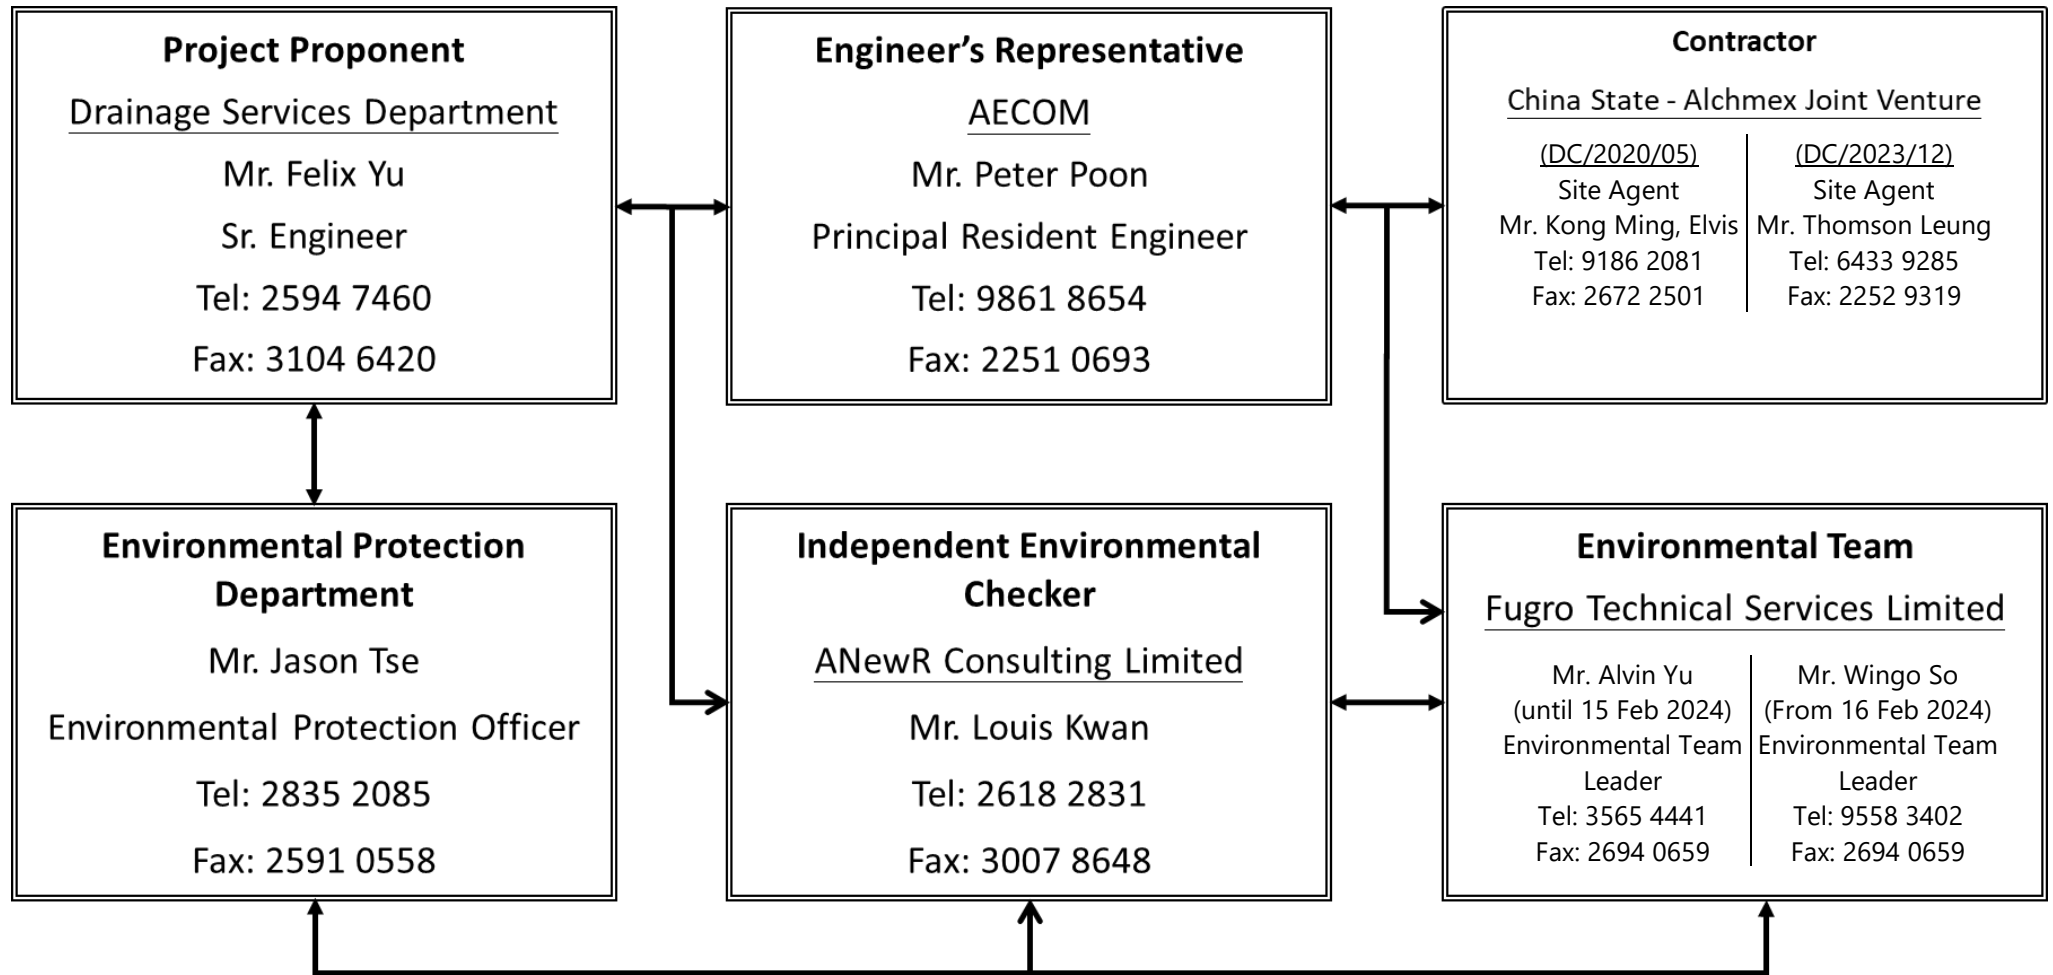 Project Proponent
Drainage Services Department
Mr. Felix Yu
Sr. Engineer
Tel: 2594 7460
Fax: 3104 6420
Engineer’s Representative
AECOM
Mr. Peter Poon
Principal Resident Engineer
Tel: 9861 8654
Fax: 2251 0693
Contractor
China State - Alchmex Joint Venture
(DC/2020/05)
Site Agent
Mr. Kong Ming, Elvis
Tel: 9186 2081
Fax: 2672 2501
(DC/2023/12)
Site Agent
Mr. Thomson Leung
Tel: 6433 9285
Fax: 2252 9319
Environmental Protection
Department
Mr. Jason Tse
Environmental Protection Officer
Tel: 2835 2085
Fax: 2591 0558
Independent Environmental
Checker
ANewR Consulting Limited
Mr. Louis Kwan
Tel: 2618 2831
Fax: 3007 8648
Environmental Team
Fugro Technical Services Limited
Mr. Alvin Yu
(until 15 Feb 2024)
Environmental Team
Leader
Tel: 3565 4441
Fax: 2694 0659
Mr. Wingo So
(From 16 Feb 2024)
Environmental Team
Leader
Tel: 9558 3402
Fax: 2694 0659